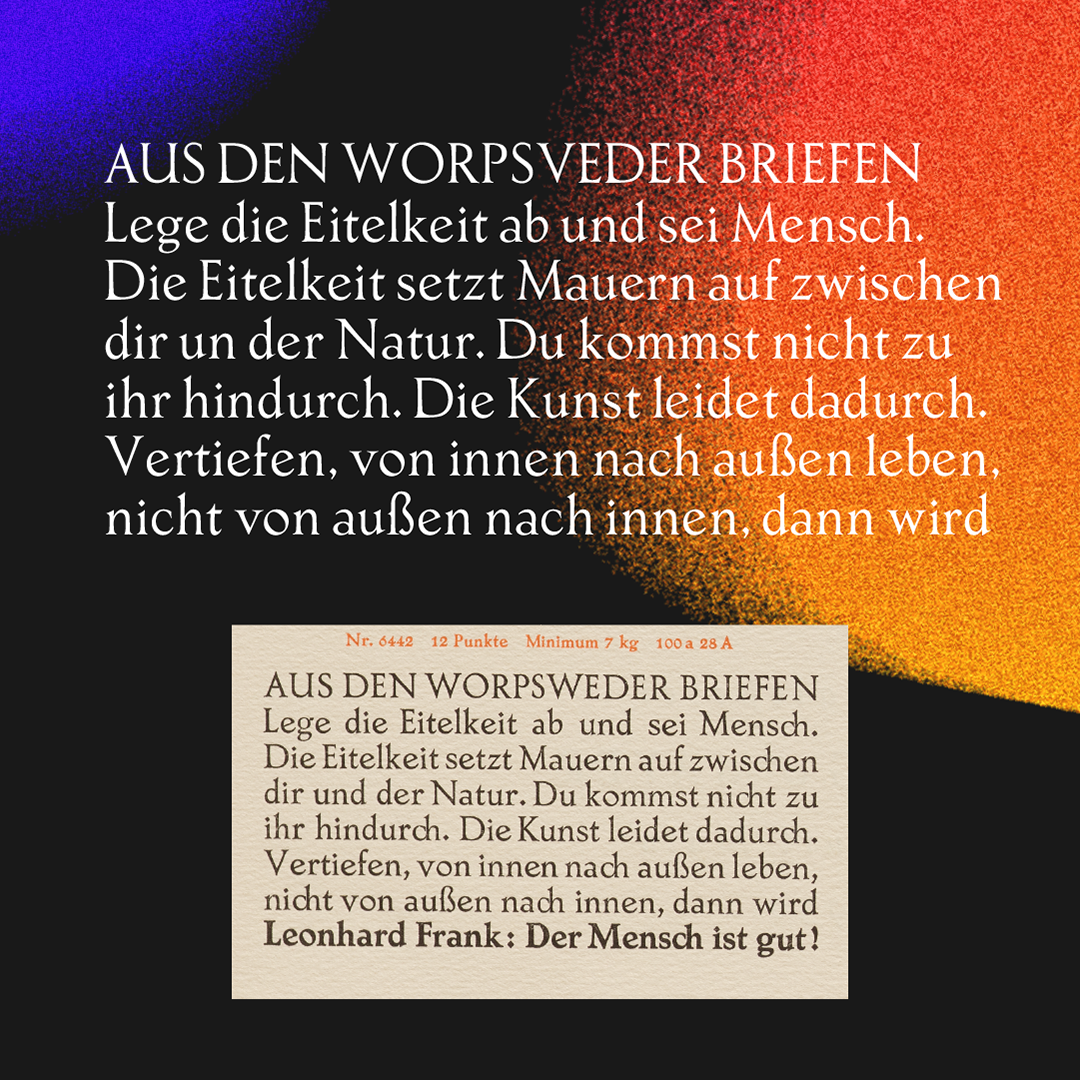 AUS DEN WORPSVEDER BRIEFEN
Lege die Eitelkeit ab und sei Mensch.
Die Eitelkeit setzt Mauern auf zwischen
dir un der Natur. Du kommst nicht zu
ihr hindurch. Die Kunst leidet dadurch.
Vertiefen, von innen nach außen leben,
nicht von außen nach innen, dann wird
Nr. 6442 12 Punkte Minimum 7 kg 100 a 28 A
AUS DEN WORPSWEDER BRIEFEN
Lege die Eitelkeit ab und sei Mensch.
Die Eitelkeit setzt Mauern auf zwischen
dir und der Natur. Du kommst nicht zu
ihr hindurch. Die Kunst leidet dadurch.
Vertiefen, von innen nach außen leben,
nicht von außen nach innen, dann wird
Leonhard Frank: Der Mensch ist gut!